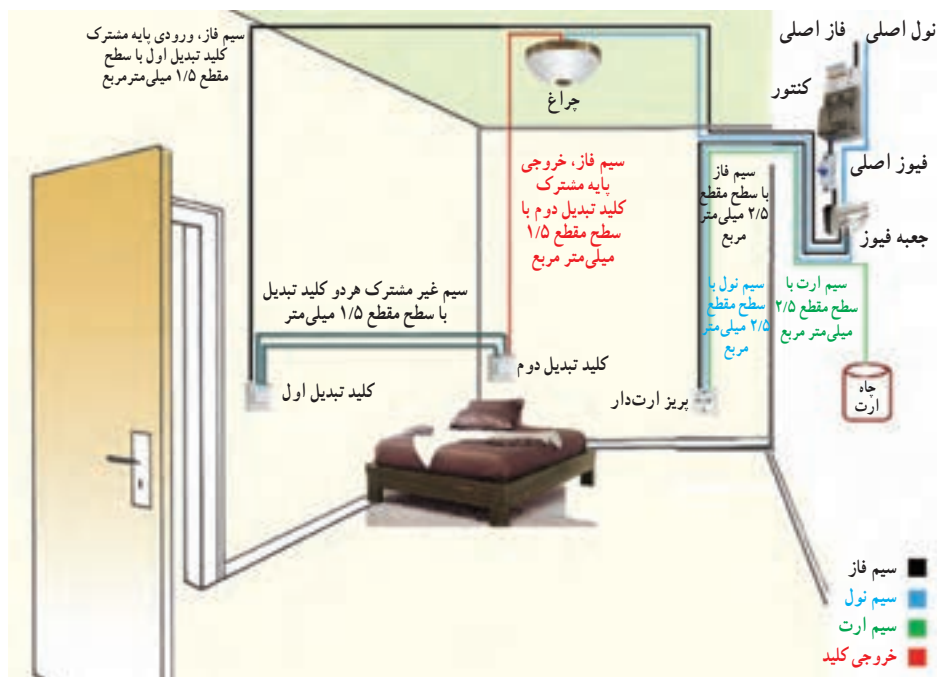 نول اصلی
فاز اصلی
کنتور
فیوز اصلی
جعبه فیوز
سیم فاز، ورودی پایه مشترک
کلید تبدیل اول با سطح
مقطع ۱/۵ میلی‌مترمربع
چراغ
سیم فاز، خروجی
پایه مشترک
کلید تبدیل دوم با
سطح مقطع ۱/۵
میلی‌متر مربع
سیم فاز
با سطح مقطع
۲/۵ میلی‌متر
مربع
سیم نول با
سطح مقطع
۲/۵ میلی‌متر
مربع
سیم ارت با
سطح مقطع ۲/۵
میلی‌متر مربع
سیم غیر مشترک هردو کلید تبدیل
با سطح مقطع ۱/۵ میلی‌متر
کلید تبدیل دوم
کلید تبدیل اول
پریز ارت‌دار
چاه
ارت
سیم فاز
سیم نول
سیم ارت
خروجی کلید